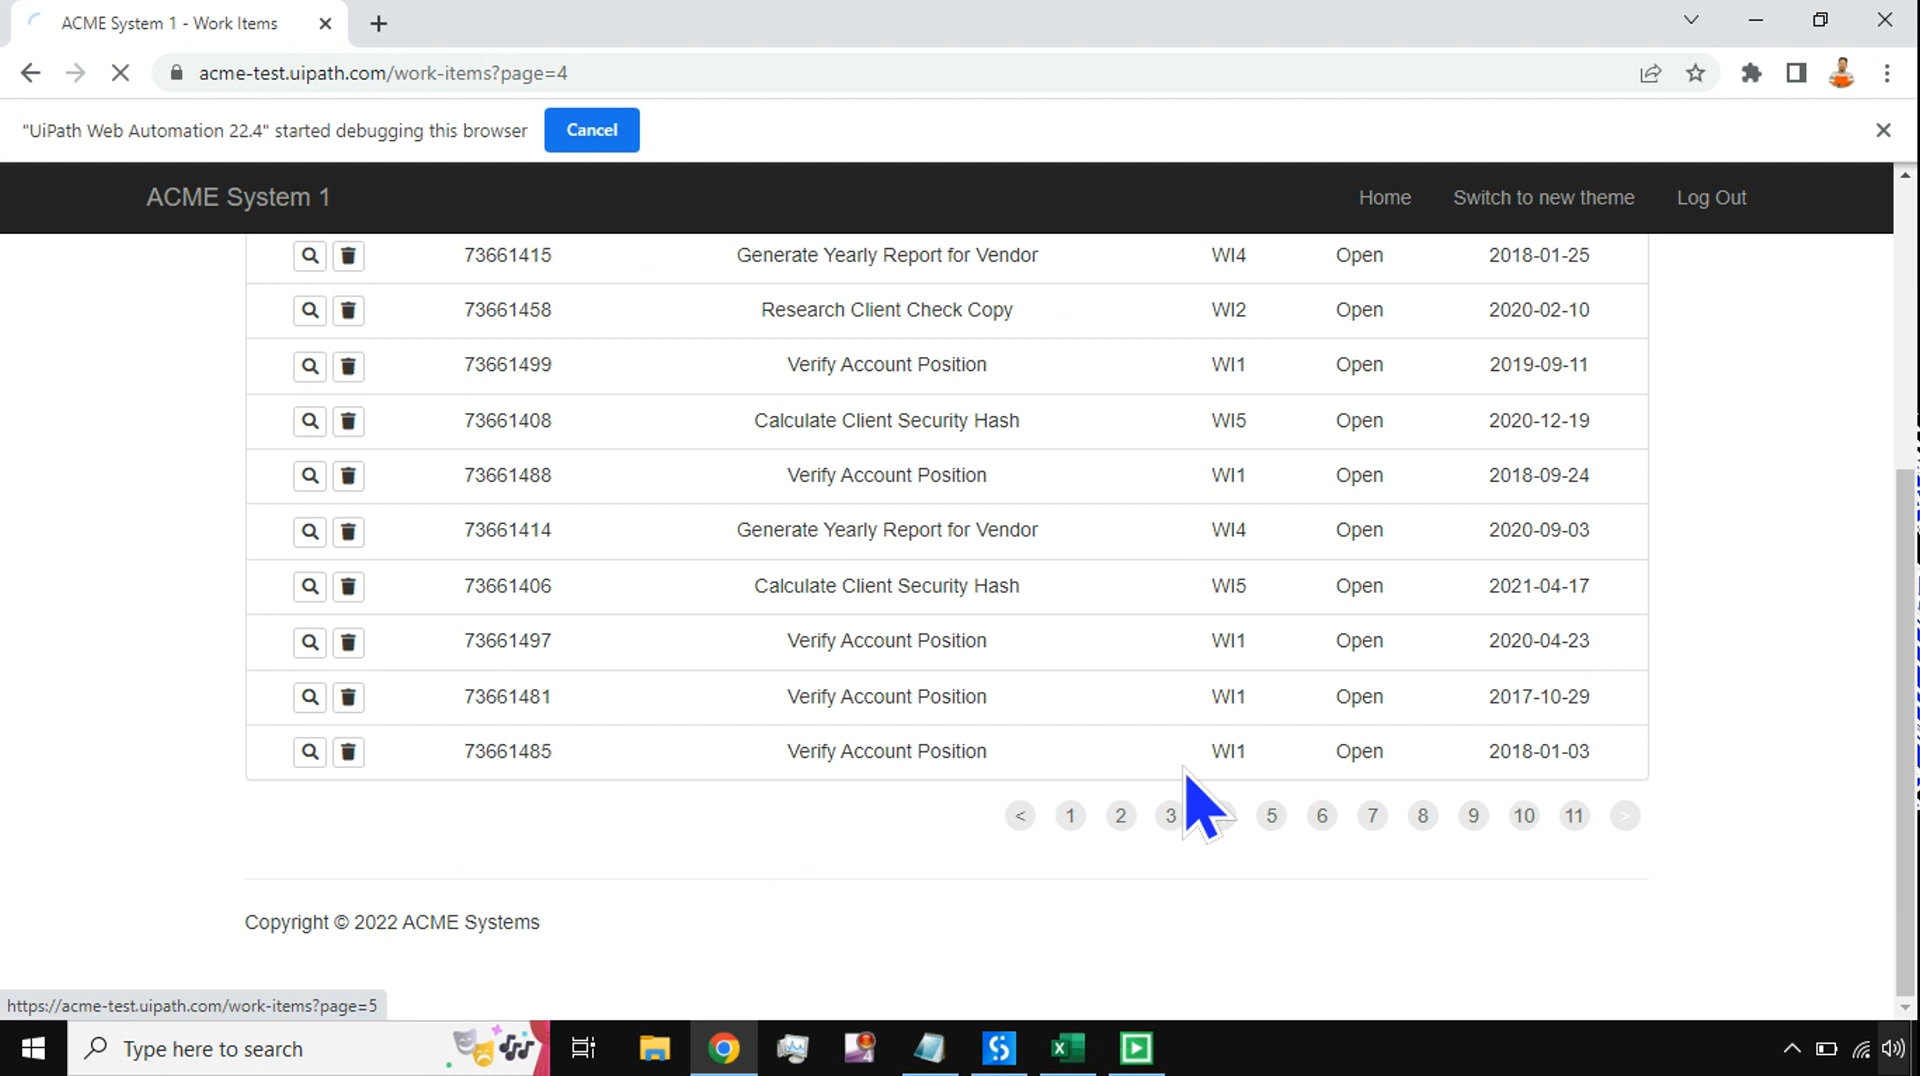 ACME System 1 - Work Items
acme-test.uipath.com/work-items?page=4
"UiPath Web Automation 22.4" started debugging this browser Cancel
ACME System 1 Home Switch to new theme Log Out
73661415 Generate Yearly Report for Vendor WI4 Open 2018-01-25
73661458 Research Client Check Copy WI2 Open 2020-02-10
73661499 Verify Account Position WI1 Open 2019-09-11
73661408 Calculate Client Security Hash WI5 Open 2020-12-19
73661488 Verify Account Position WI1 Open 2018-09-24
73661414 Generate Yearly Report for Vendor WI4 Open 2020-09-03
73661406 Calculate Client Security Hash WI5 Open 2021-04-17
73661497 Verify Account Position WI1 Open 2020-04-23
73661481 Verify Account Position WI1 Open 2017-10-29
73661485 Verify Account Position WI1 Open 2018-01-03
< 1 2 3 5 6 7 8 9 10 11 >
Copyright © 2022 ACME Systems
https://acme-test.uipath.com/work-items?page=5
Type here to search